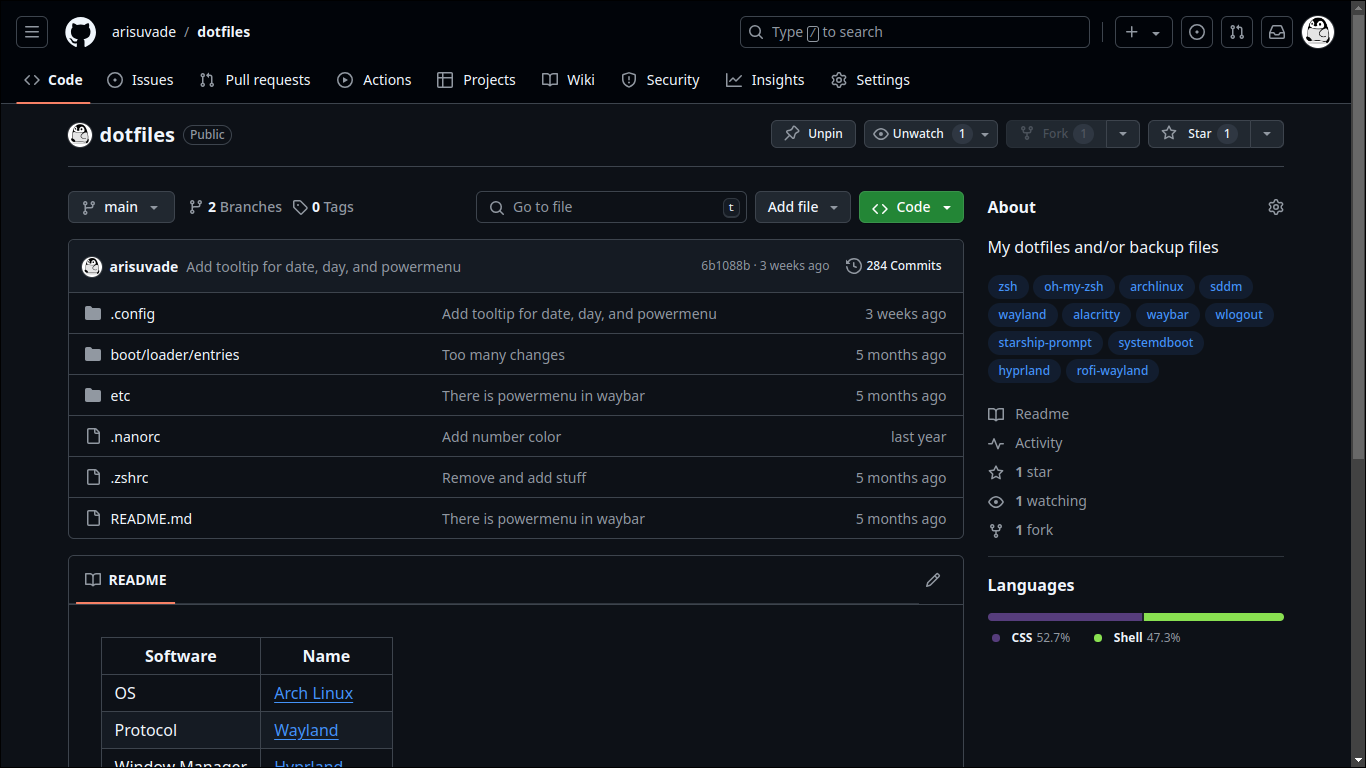 arisuvade / dotfiles
Type / to search
Code Issues Pull requests Actions Projects Wiki Security Insights Settings
dotfiles Public
Unpin Unwatch 1 Fork 1 Star 1
main 2 Branches 0 Tags Go to file t Add file Code
arisuvade Add tooltip for date, day, and powermenu 6b1088b · 3 weeks ago 284 Commits
.config Add tooltip for date, day, and powermenu 3 weeks ago
boot/loader/entries Too many changes 5 months ago
etc There is powermenu in waybar 5 months ago
.nanorc Add number color last year
.zshrc Remove and add stuff 5 months ago
README.md There is powermenu in waybar 5 months ago
README
Software Name
OS Arch Linux
Protocol Wayland
Window Manager Hyprland
About
My dotfiles and/or backup files
zsh oh-my-zsh archlinux sddm
wayland alacritty waybar wlogout
starship-prompt systemdboot
hyprland rofi-wayland
Readme
Activity
1 star
1 watching
1 fork
Languages
CSS 52.7% Shell 47.3%